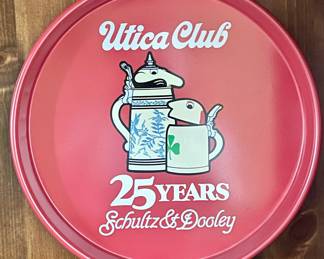 Utica Club
25 YEARS
Schultz & Dooley